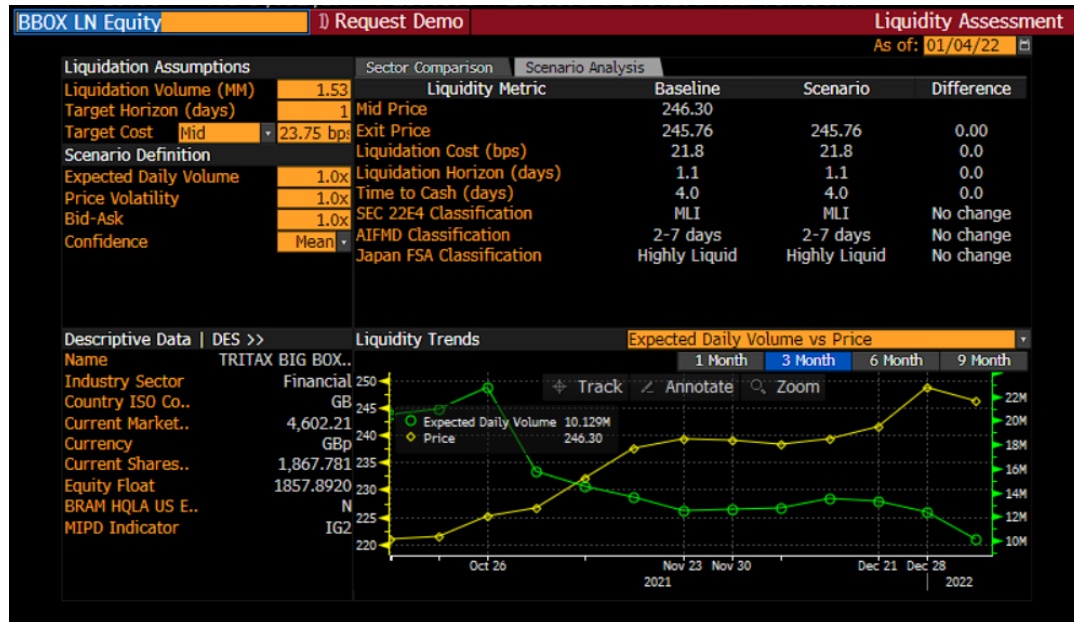 BBOX LN Equity 1) Request Demo Liquidity Assessment
As of: 01/04/22
Liquidation Assumptions
Liquidation Volume (MM) 1.53
Target Horizon (days) 1
Target Cost Mid 23.75 bps
Scenario Definition
Expected Daily Volume 1.0x
Price Volatility 1.0x
Bid-Ask 1.0x
Confidence Mean
Sector Comparison Scenario Analysis
Liquidity Metric Baseline Scenario Difference
Mid Price 246.30
Exit Price 245.76 245.76 0.00
Liquidation Cost (bps) 21.8 21.8 0.0
Liquidation Horizon (days) 1.1 1.1 0.0
Time to Cash (days) 4.0 4.0 0.0
SEC 22E4 Classification MLI MLI No change
AIFMD Classification 2-7 days 2-7 days No change
Japan FSA Classification Highly Liquid Highly Liquid No change
Descriptive Data | DES >>
Name TRITAX BIG BOX..
Industry Sector Financial
Country ISO Co.. GB
Current Market.. 4,602.21
Currency GBp
Current Shares.. 1,867.781
Equity Float 1857.8920
BRAM HQLA US E.. N
MIPD Indicator IG2
Liquidity Trends Expected Daily Volume vs Price
1 Month 3 Month 6 Month 9 Month
Track Annotate Zoom
Expected Daily Volume 10.129M
Price 246.30
250
245
240
235
230
225
220
22M
20M
18M
16M
14M
12M
10M
Oct 26 Nov 23 Nov 30 Dec 21 Dec 28
2021 2022